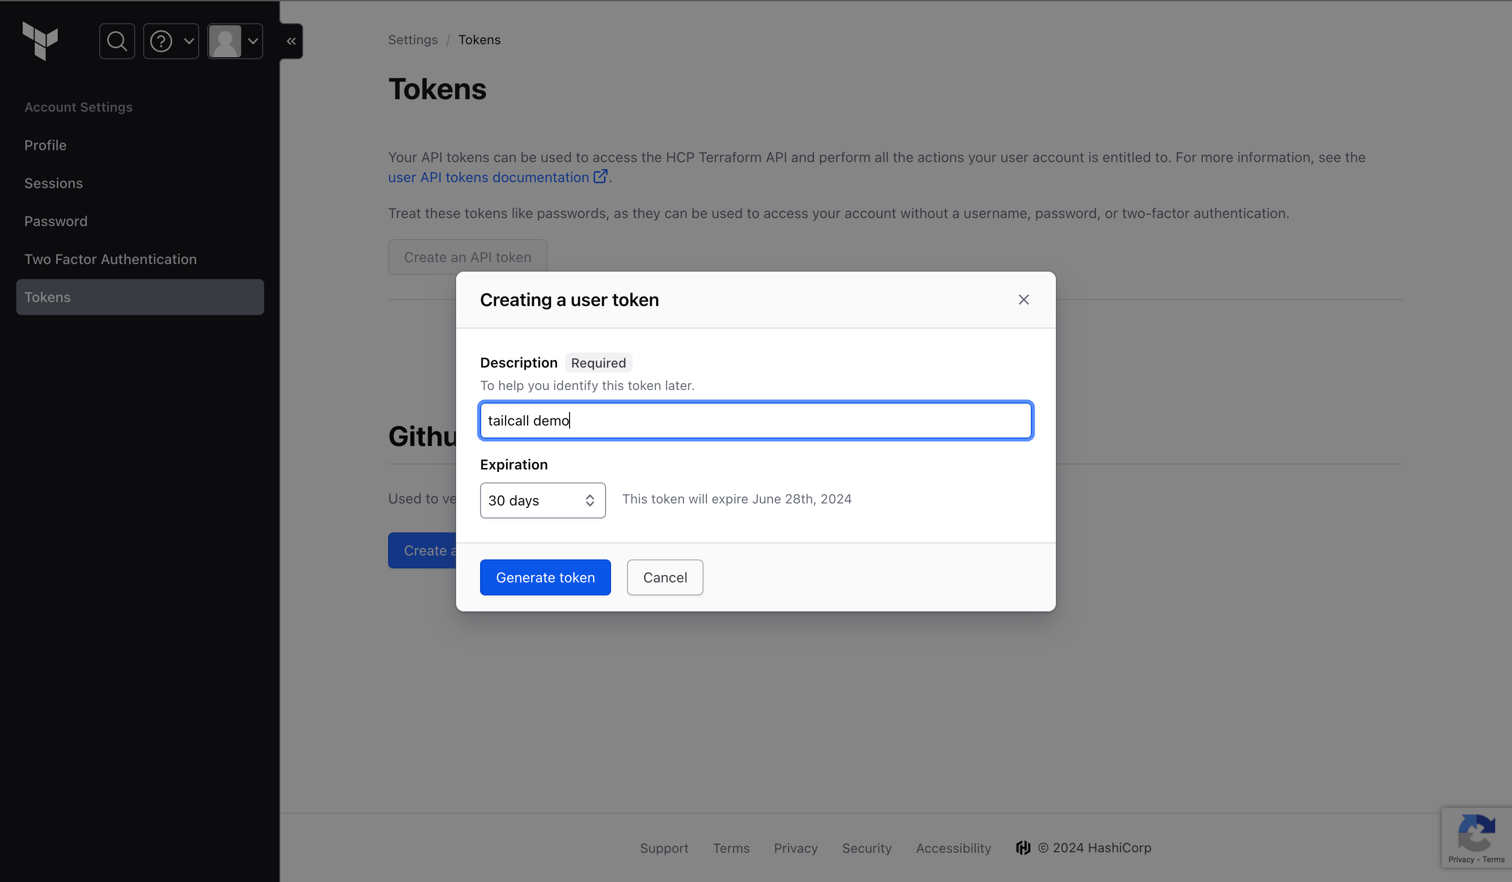 Settings / Tokens
Tokens
Account Settings
Profile
Sessions
Password
Two Factor Authentication
Tokens
Your API tokens can be used to access the HCP Terraform API and perform all the actions your user account is entitled to. For more information, see the
user API tokens documentation.
Treat these tokens like passwords, as they can be used to access your account without a username, password, or two-factor authentication.
Create an API token
Creating a user token
Description Required
To help you identify this token later.
tailcall demo
Githu
Expiration
Used to ve
30 days This token will expire June 28th, 2024
Create a
Generate token Cancel
Support Terms Privacy Security Accessibility © 2024 HashiCorp
Privacy - Terms